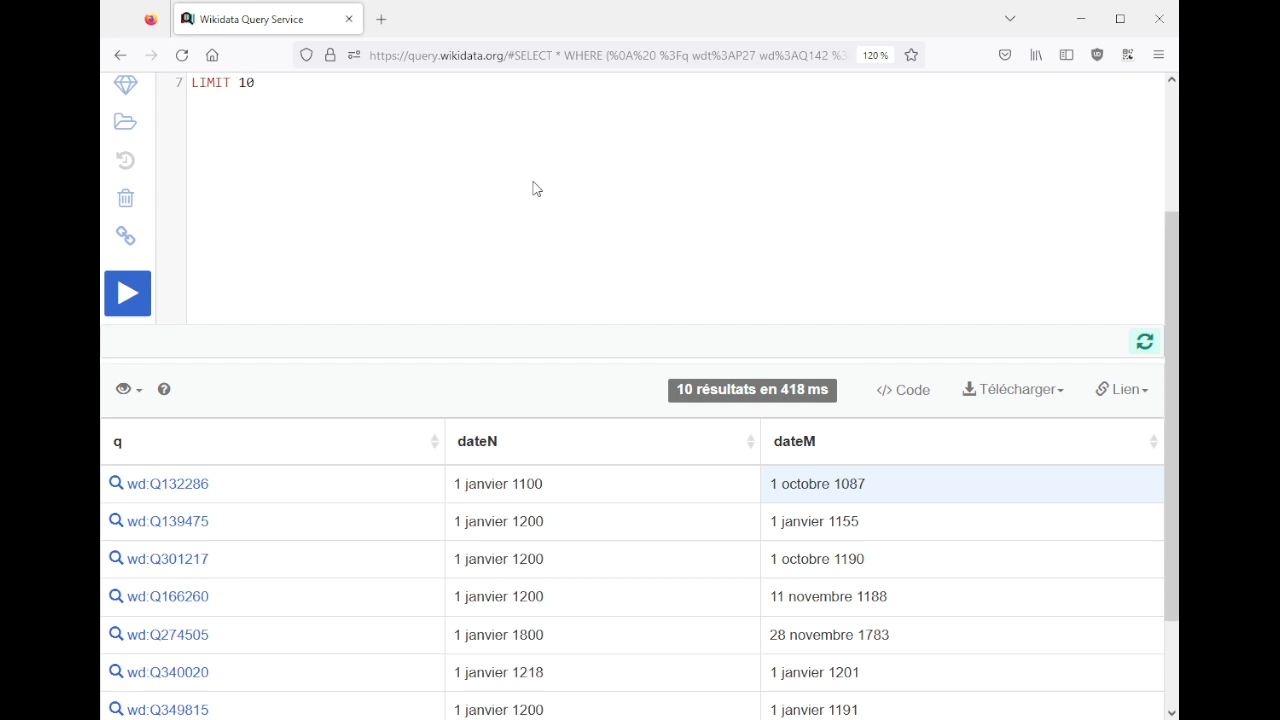 Wikidata Query Service
https://query.wikidata.org/#SELECT * WHERE {%0A%20 %3Fq wdt%3AP27 wd%3AQ142 %3
120%
7 LIMIT 10
10 résultats en 418 ms
</> Code
Télécharger
Lien
q dateN dateM
wd:Q132286 1 janvier 1100 1 octobre 1087
wd:Q139475 1 janvier 1200 1 janvier 1155
wd:Q301217 1 janvier 1200 1 octobre 1190
wd:Q166260 1 janvier 1200 11 novembre 1188
wd:Q274505 1 janvier 1800 28 novembre 1783
wd:Q340020 1 janvier 1218 1 janvier 1201
wd:Q349815 1 janvier 1200 1 janvier 1191